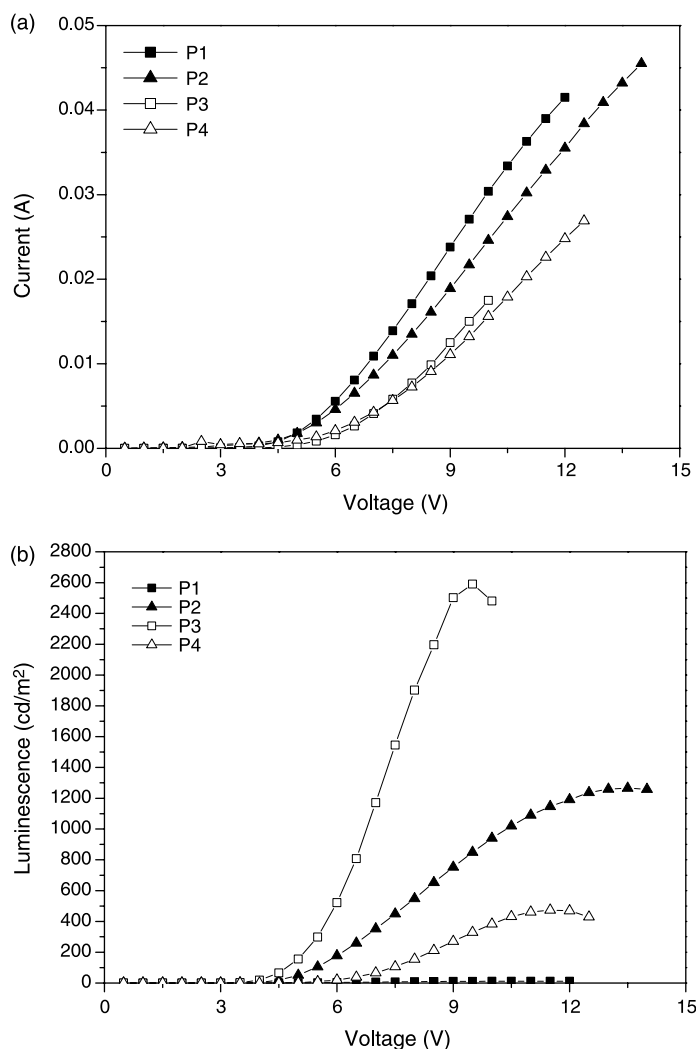 (a)
0.05
0.04
0.03
0.02
0.01
0.00
Current (A)
P1
P2
P3
P4
0 3 6 9 12 15
Voltage (V)
(b)
2800
2600
2400
2200
2000
1800
1600
1400
1200
1000
800
600
400
200
0
Luminescence (cd/m²)
P1
P2
P3
P4
0 3 6 9 12 15
Voltage (V)